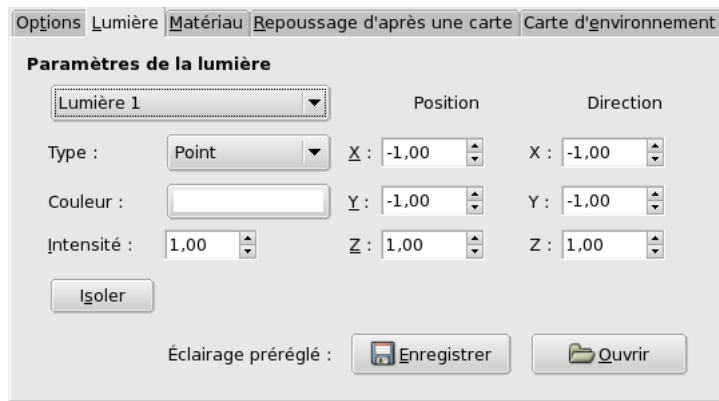 Options Lumière Matériau Repoussage d'après une carte Carte d'environnement
Paramètres de la lumière
Lumière 1 Position Direction
Type : Point X : -1,00 X : -1,00
Couleur : Y : -1,00 Y : -1,00
Intensité : 1,00 Z : 1,00 Z : 1,00
Isoler
Éclairage préréglé : Enregistrer Ouvrir